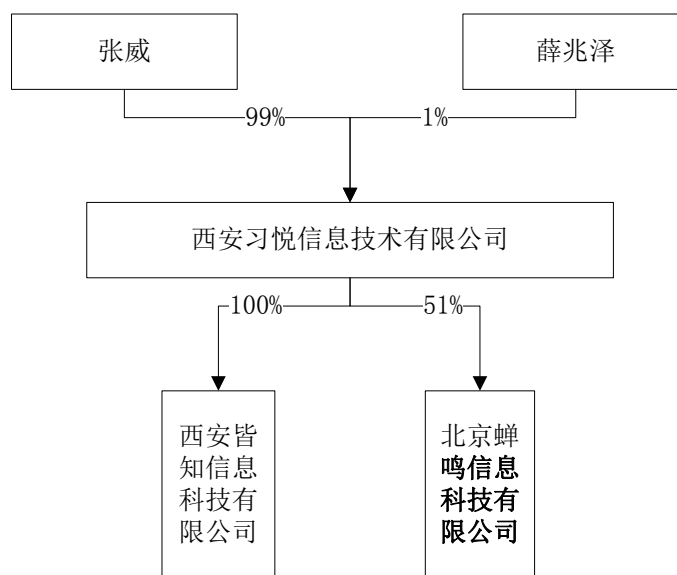 张威
薛兆泽
99%
1%
西安习悦信息技术有限公司
100%
51%
西安皆
知信息
科技有
限公司
北京蝉
鸣信息
科技有
限公司